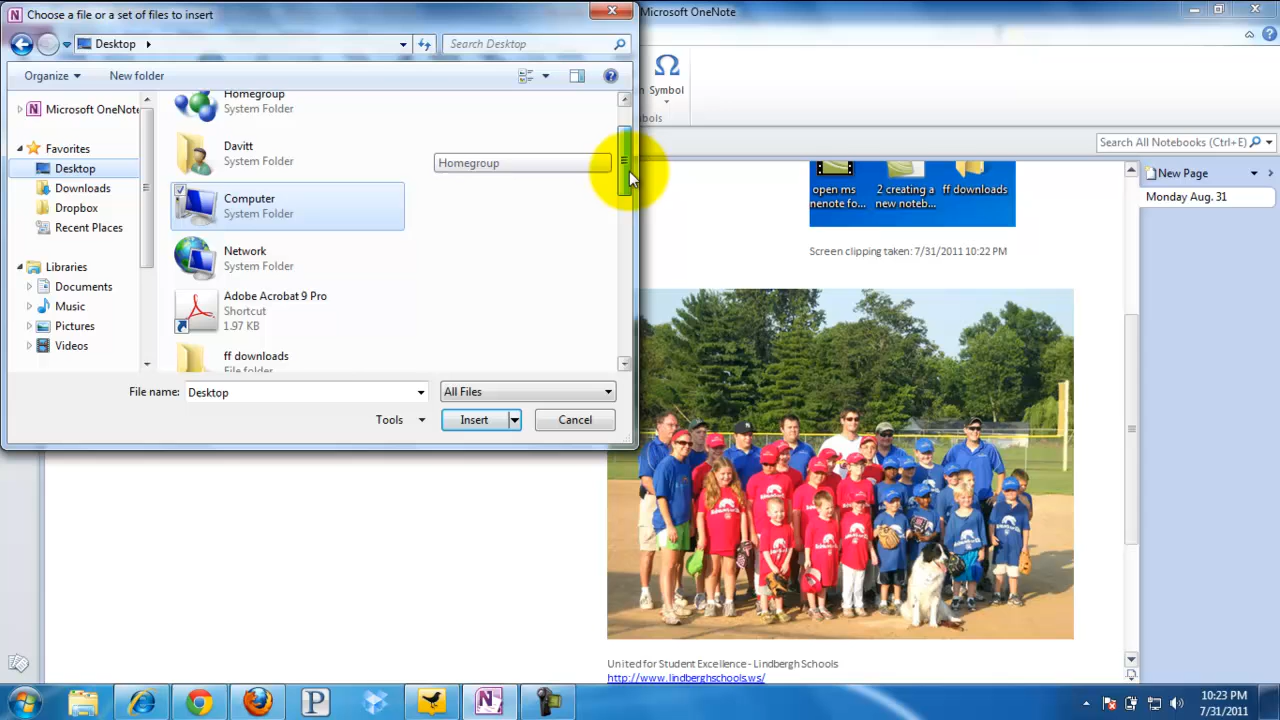 Choose a file or a set of files to insert
Microsoft OneNote
Desktop
Search Desktop
Organize
New folder
Symbol
Microsoft OneNote
Favorites
Desktop
Downloads
Dropbox
Recent Places
Libraries
Documents
Music
Pictures
Videos
Homegroup
System Folder
Davitt
System Folder
Computer
System Folder
Network
System Folder
Adobe Acrobat 9 Pro
Shortcut
1.97 KB
ff downloads
File folder
Homegroup
File name:
Desktop
All Files
Tools
Insert
Cancel
Search All Notebooks (Ctrl+E)
New Page
Monday Aug. 31
open ms
onenote fo...
2 creating a
new noteb...
ff downloads
Screen clipping taken: 7/31/2011 10:22 PM
United for Student Excellence - Lindbergh Schools
http://www.lindberghschools.ws/
10:23 PM
7/31/2011